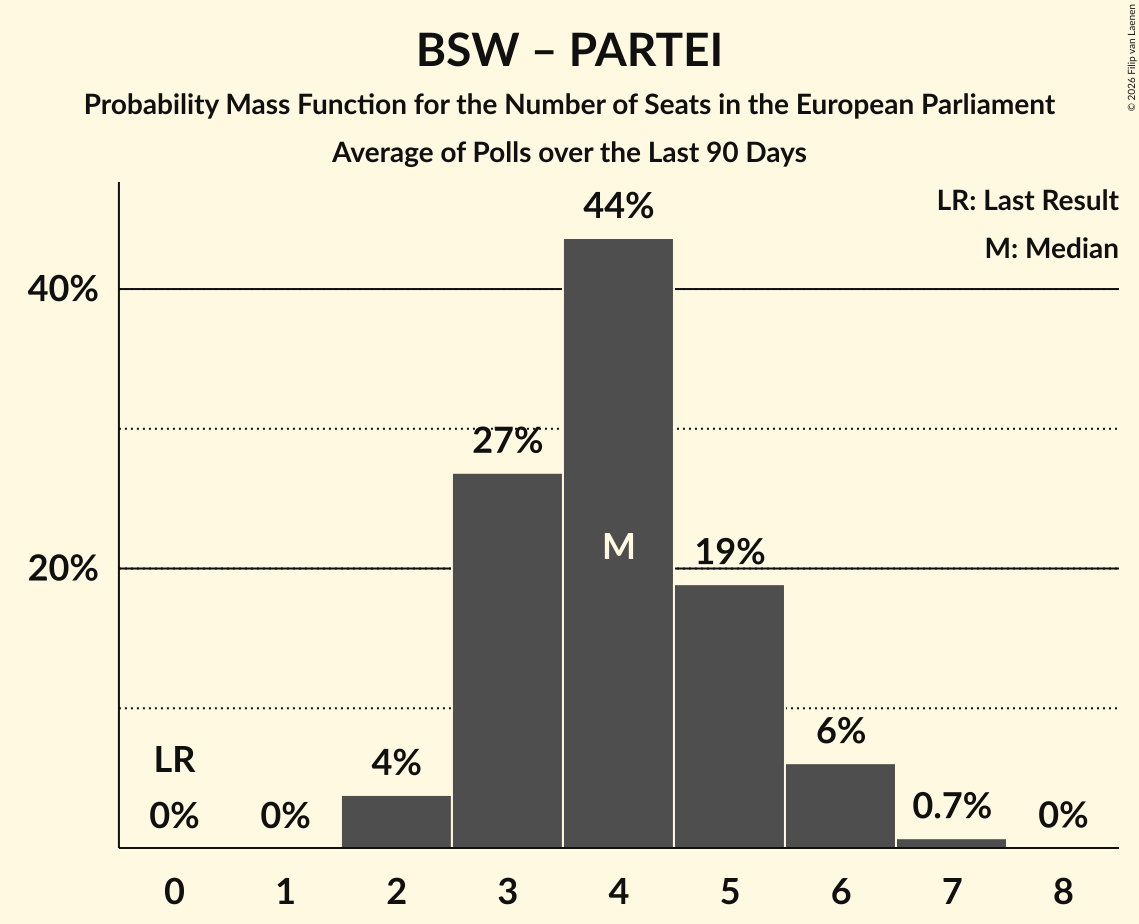 BSW – PARTEI
Probability Mass Function for the Number of Seats in the European Parliament
Average of Polls over the Last 90 Days
© 2026 Filip van Laenen
LR: Last Result
M: Median
44%
40%
27%
M
19%
20%
6%
LR
4%
0.7%
0%
0%
0%
0 1 2 3 4 5 6 7 8